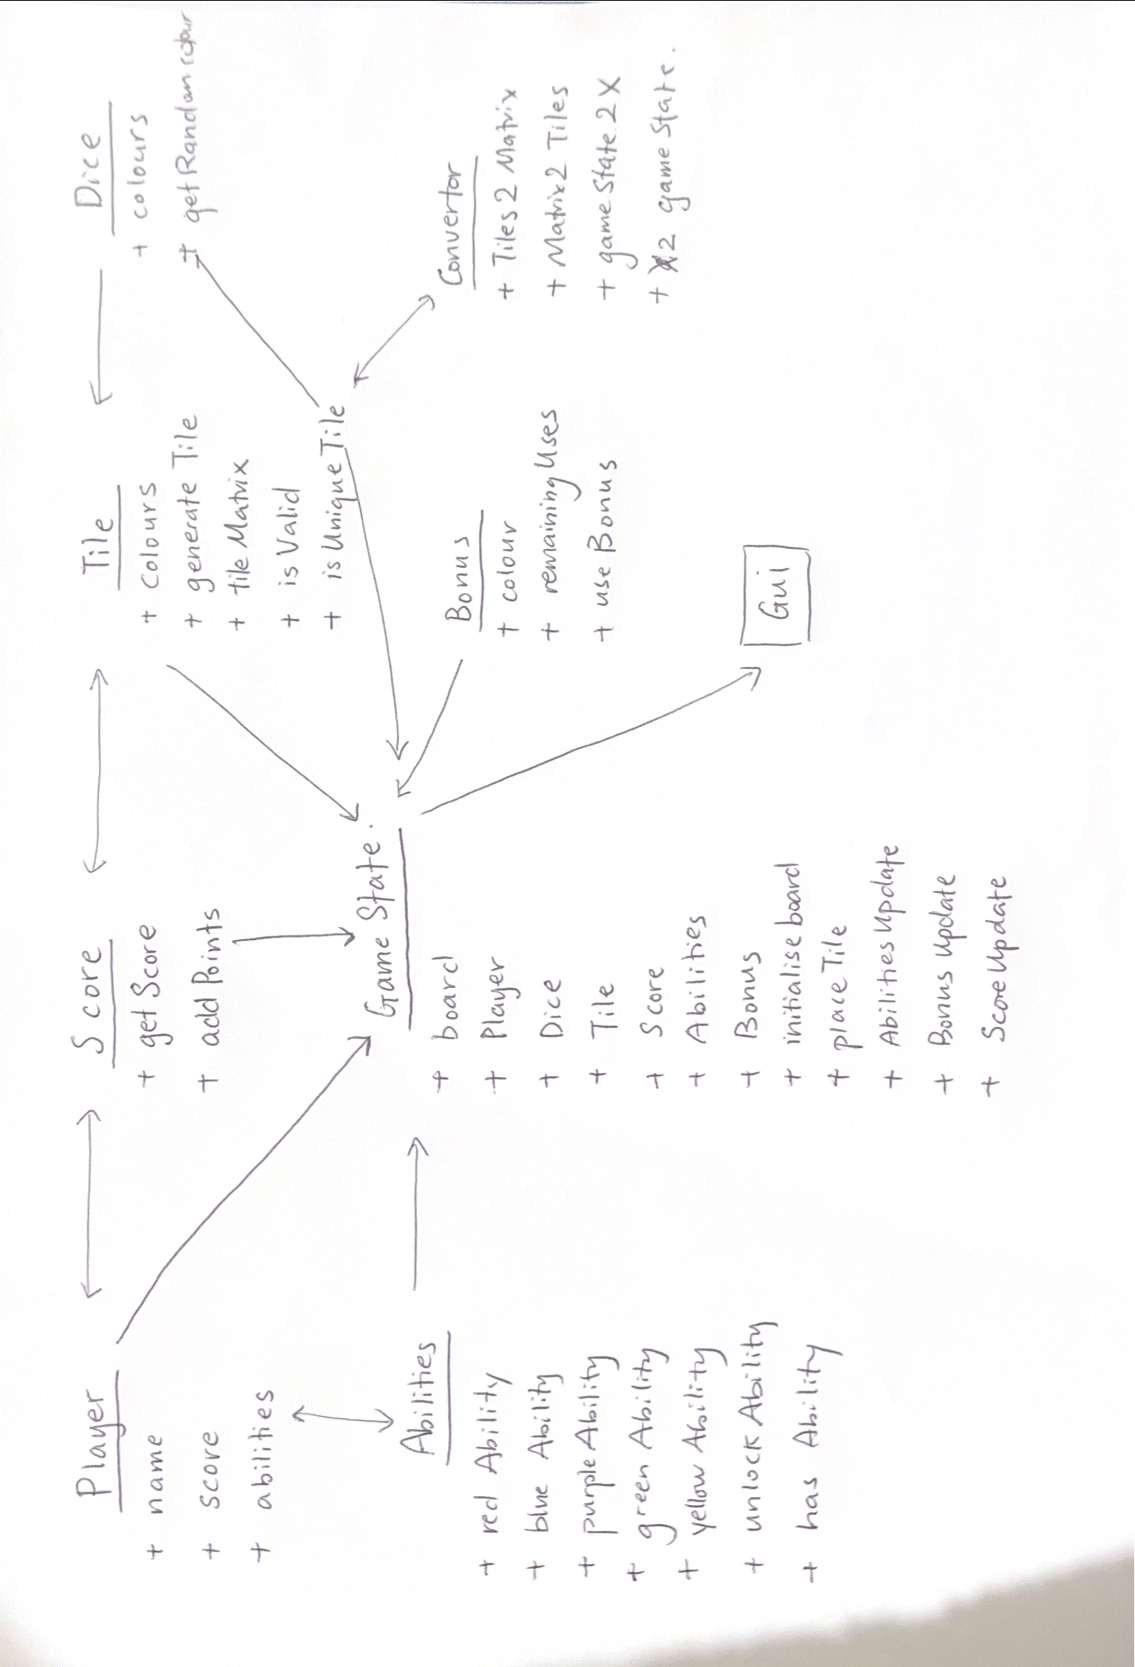 Player
+ name
+ score
+ abilities
Score
+ get Score
+ add Points
Tile
+ colours
+ generate Tile
+ tile Matrix
+ is Valid
+ is Unique Tile
Dice
+ colours
+ get Random colour
Abilities
+ red Ability
+ blue Ability
+ purple Ability
+ green Ability
+ yellow Ability
+ unlock Ability
+ has Ability
Game State.
+ board
+ Player
+ Dice
+ Tile
+ Score
+ Abilities
+ Bonus
+ initialise board
+ place Tile
+ Abilities Update
+ Bonus Update
+ Score Update
Bonus
+ colour
+ remaining Uses
+ use Bonus
Convertor
+ Tiles 2 Matrix
+ Matrix 2 Tiles
+ game State 2 X
+ X2 game State.
Gui